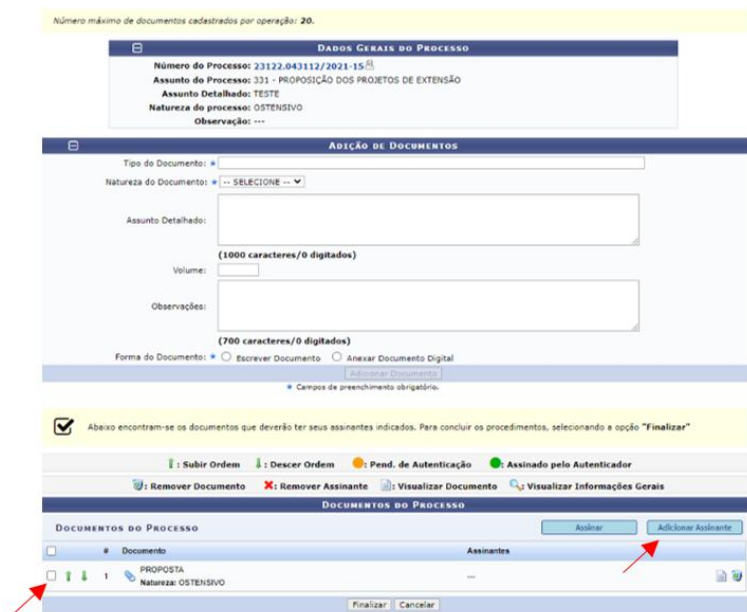 Número máximo de documentos cadastrados por operação: 20.
DADOS GERAIS DO PROCESSO
Número do Processo: 23122.043112/2021-15
Assunto do Processo: 331 - PROPOSIÇÃO DOS PROJETOS DE EXTENSÃO
Assunto Detalhado: TESTE
Natureza do processo: OSTENSIVO
Observação: ---
ADIÇÃO DE DOCUMENTOS
Tipo do Documento: *
Natureza do Documento: * -- SELECIONE --
Assunto Detalhado:
(1000 caracteres/0 digitados)
Volume:
Observações:
(700 caracteres/0 digitados)
Forma do Documento: * Escrever Documento Anexar Documento Digital
Adicionar Documento
* Campos de preenchimento obrigatório.
Abaixo encontram-se os documentos que deverão ter seus assinantes indicados. Para concluir os procedimentos, selecionando a opção "Finalizar"
: Subir Ordem : Descer Ordem : Pend. de Autenticação : Assinado pelo Autenticador
: Remover Documento : Remover Assinante : Visualizar Documento : Visualizar Informações Gerais
DOCUMENTOS DO PROCESSO
DOCUMENTOS DO PROCESSO Assinar Adicionar Assinante
# Documento Assinantes
1 PROPOSTA ---
Natureza: OSTENSIVO
Finalizar Cancelar